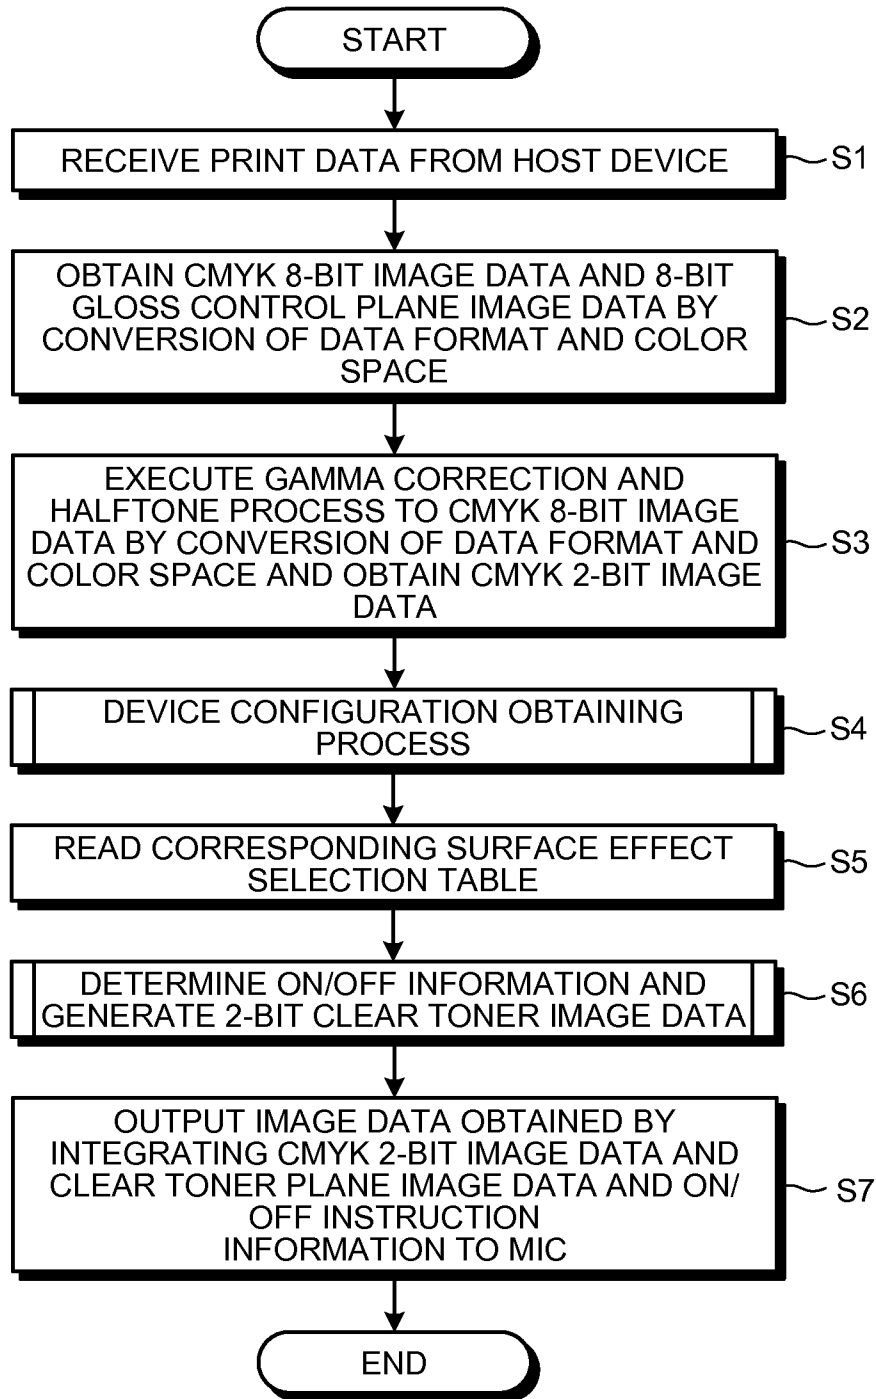 START
RECEIVE PRINT DATA FROM HOST DEVICE
S1
OBTAIN CMYK 8-BIT IMAGE DATA AND 8-BIT
GLOSS CONTROL PLANE IMAGE DATA BY
CONVERSION OF DATA FORMAT AND COLOR
SPACE
S2
EXECUTE GAMMA CORRECTION AND
HALFTONE PROCESS TO CMYK 8-BIT IMAGE
DATA BY CONVERSION OF DATA FORMAT AND
COLOR SPACE AND OBTAIN CMYK 2-BIT IMAGE
DATA
S3
DEVICE CONFIGURATION OBTAINING
PROCESS
S4
READ CORRESPONDING SURFACE EFFECT
SELECTION TABLE
S5
DETERMINE ON/OFF INFORMATION AND
GENERATE 2-BIT CLEAR TONER IMAGE DATA
S6
OUTPUT IMAGE DATA OBTAINED BY
INTEGRATING CMYK 2-BIT IMAGE DATA AND
CLEAR TONER PLANE IMAGE DATA AND ON/
OFF INSTRUCTION
INFORMATION TO MIC
S7
END